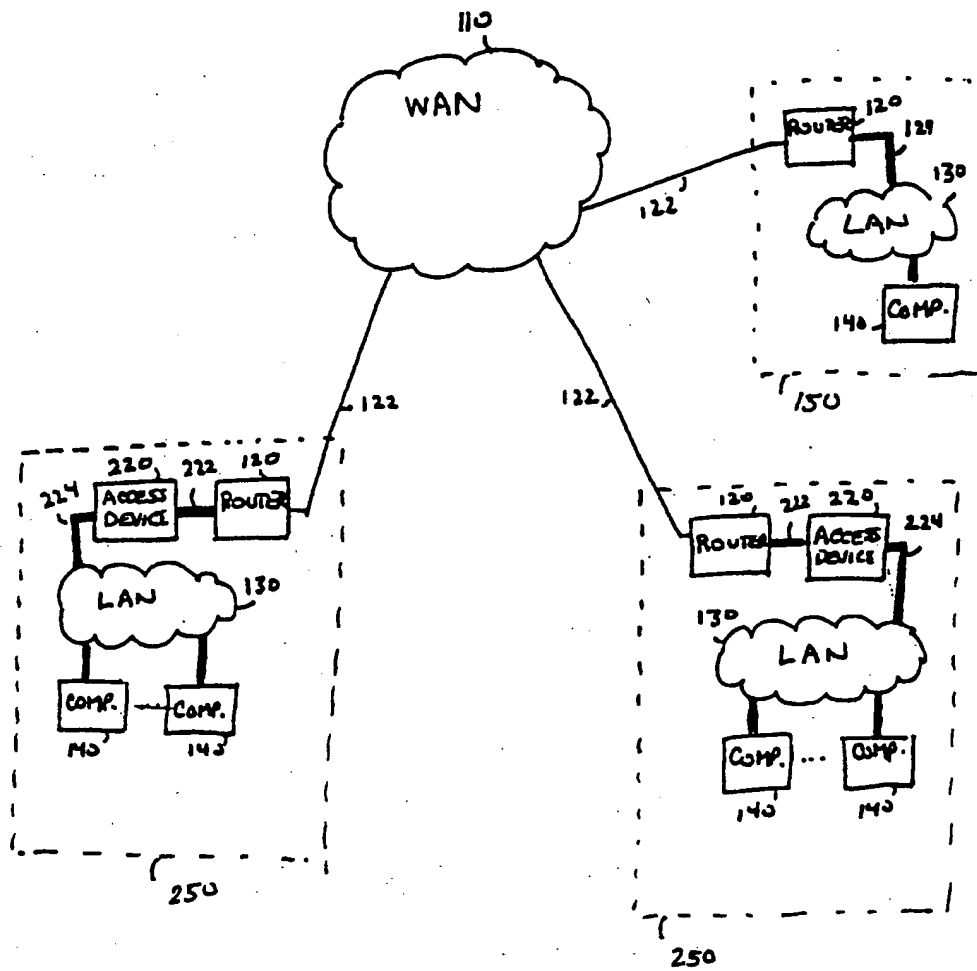 110
WAN
120
ROUTER
129
130
LAN
122
140
COMP.
150
122
122
220
222
120
224
ACCESS
DEVICE
ROUTER
LAN
130
COMP.
COMP.
140
140
250
120
222
220
224
ROUTER
ACCESS
DEVICE
130
LAN
COMP.
...
COMP.
140
140
250